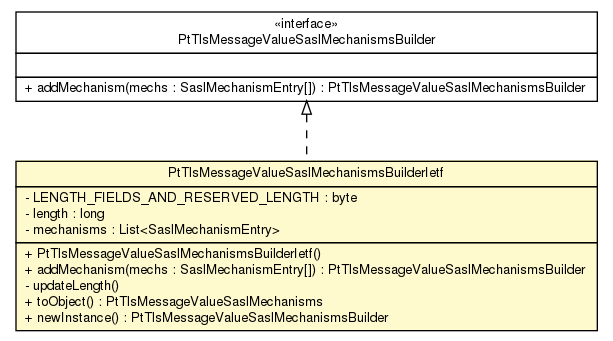 «interface»
PtTlsMessageValueSaslMechanismsBuilder
+ addMechanism(mechs : SaslMechanismEntry[]) : PtTlsMessageValueSaslMechanismsBuilder
PtTlsMessageValueSaslMechanismsBuilderIetf
- LENGTH_FIELDS_AND_RESERVED_LENGTH : byte
- length : long
- mechanisms : List<SaslMechanismEntry>
+ PtTlsMessageValueSaslMechanismsBuilderIetf()
+ addMechanism(mechs : SaslMechanismEntry[]) : PtTlsMessageValueSaslMechanismsBuilder
- updateLength()
+ toObject() : PtTlsMessageValueSaslMechanisms
+ newInstance() : PtTlsMessageValueSaslMechanismsBuilder